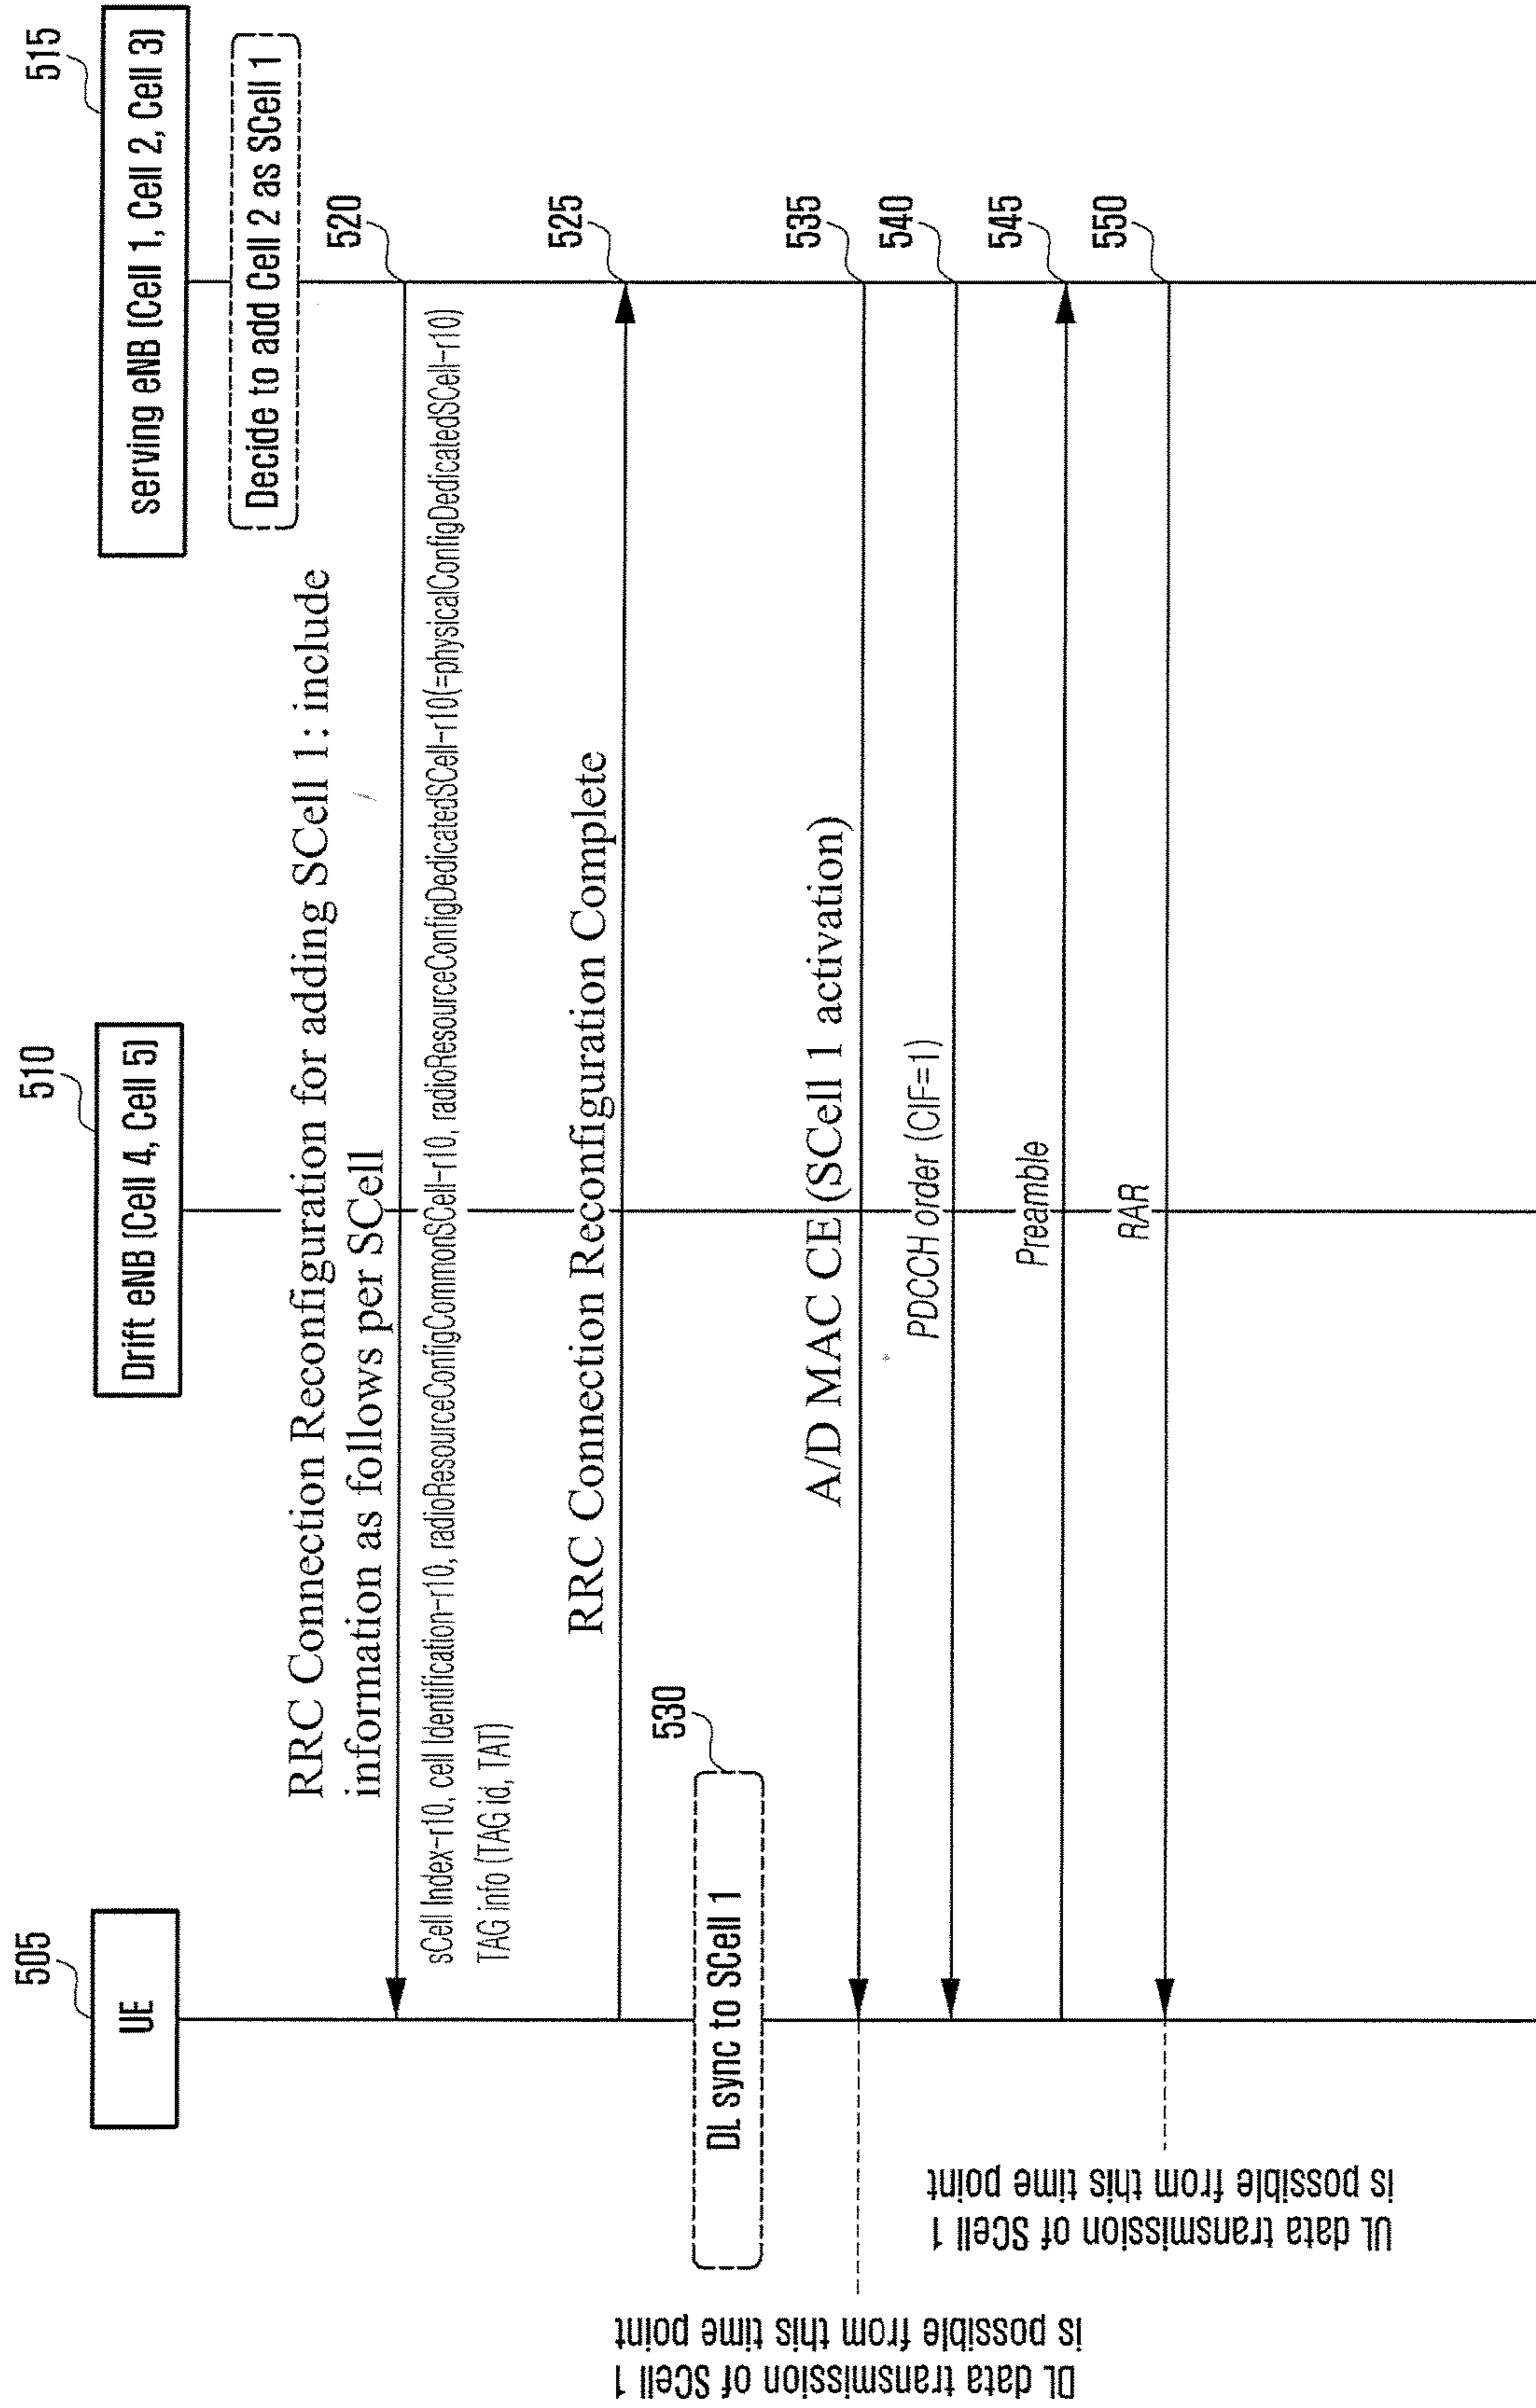 505
UE
510
Drift eNB (Cell 4, Cell 5)
515
serving eNB (Cell 1, Cell 2, Cell 3)
Decide to add Cell 2 as SCell 1
RRC Connection Reconfiguration for adding SCell 1: include
information as follows per SCell
520
sCell Index-r10, cell Identification-r10, radioResourceConfigCommonSCell-r10, radioResourceConfigDedicatedSCell-r10(=physicalConfigDedicatedSCell-r10)
TAG info (TAG id, TAT)
RRC Connection Reconfiguration Complete
525
530
DL sync to SCell 1
A/D MAC CE (SCell 1 activation)
535
DL data transmission of SCell 1
is possible from this time point
PDCCH order (CIF=1)
540
Preamble
545
RAR
550
UL data transmission of SCell 1
is possible from this time point